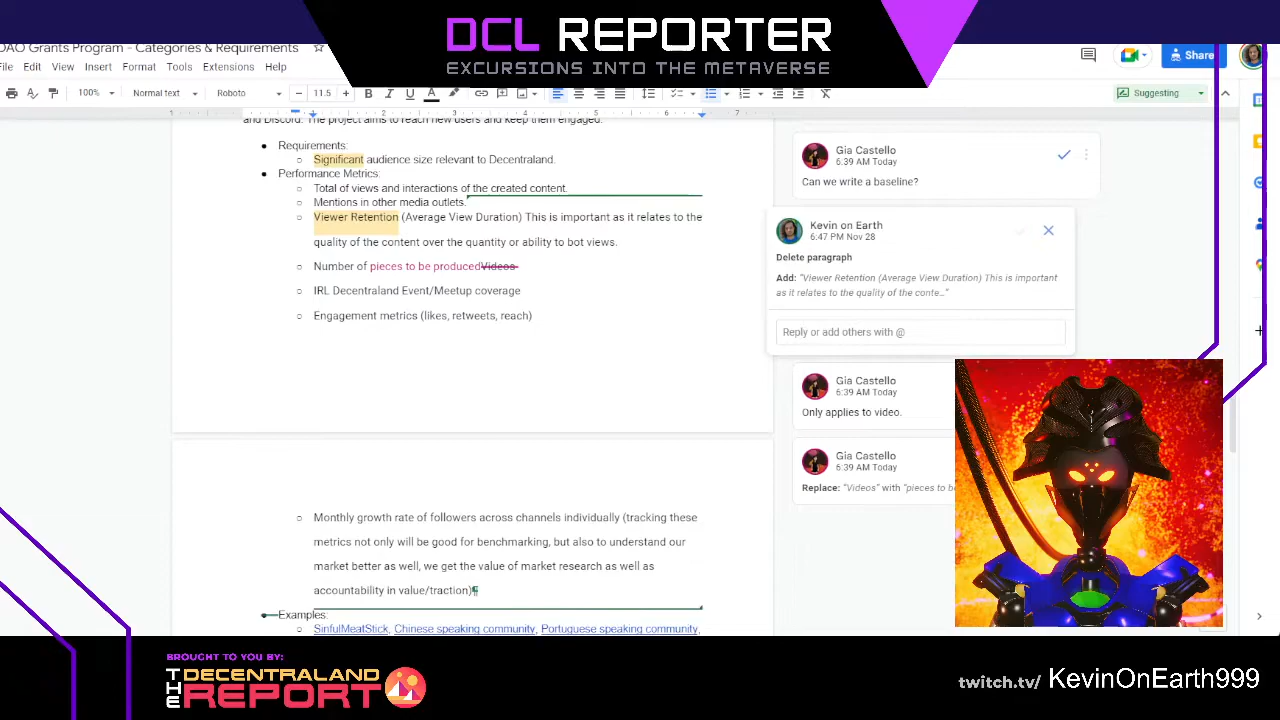 DCL REPORTER
EXCURSIONS INTO THE METAVERSE
DAO Grants Program - Categories & Requirements
File Edit View Insert Format Tools Extensions Help
Share
100% Normal text Roboto − 11.5 + B I U A
Suggesting
1 1 2 3 4 5 6 7
and Discord. The project aims to reach new users and keep them engaged.
● Requirements:
○ Significant audience size relevant to Decentraland.
● Performance Metrics:
○ Total of views and interactions of the created content.
○ Mentions in other media outlets.
○ Viewer Retention (Average View Duration) This is important as it relates to the
quality of the content over the quantity or ability to bot views.
○ Number of pieces to be producedVideos
○ IRL Decentraland Event/Meetup coverage
○ Engagement metrics (likes, retweets, reach)
○ Monthly growth rate of followers across channels individually (tracking these
metrics not only will be good for benchmarking, but also to understand our
market better as well, we get the value of market research as well as
accountability in value/traction)¶
● Examples:
○ SinfulMeatStick, Chinese speaking community, Portuguese speaking community,
Gia Castello
6:39 AM Today
Can we write a baseline?
Kevin on Earth
6:47 PM Nov 28
Delete paragraph
Add: “Viewer Retention (Average View Duration) This is important
as it relates to the quality of the conte...”
Reply or add others with @
Gia Castello
6:39 AM Today
Only applies to video.
Gia Castello
6:39 AM Today
Replace: “Videos” with “pieces to be
BROUGHT TO YOU BY:
THE DECENTRALAND
REPORT
twitch.tv/ KevinOnEarth999